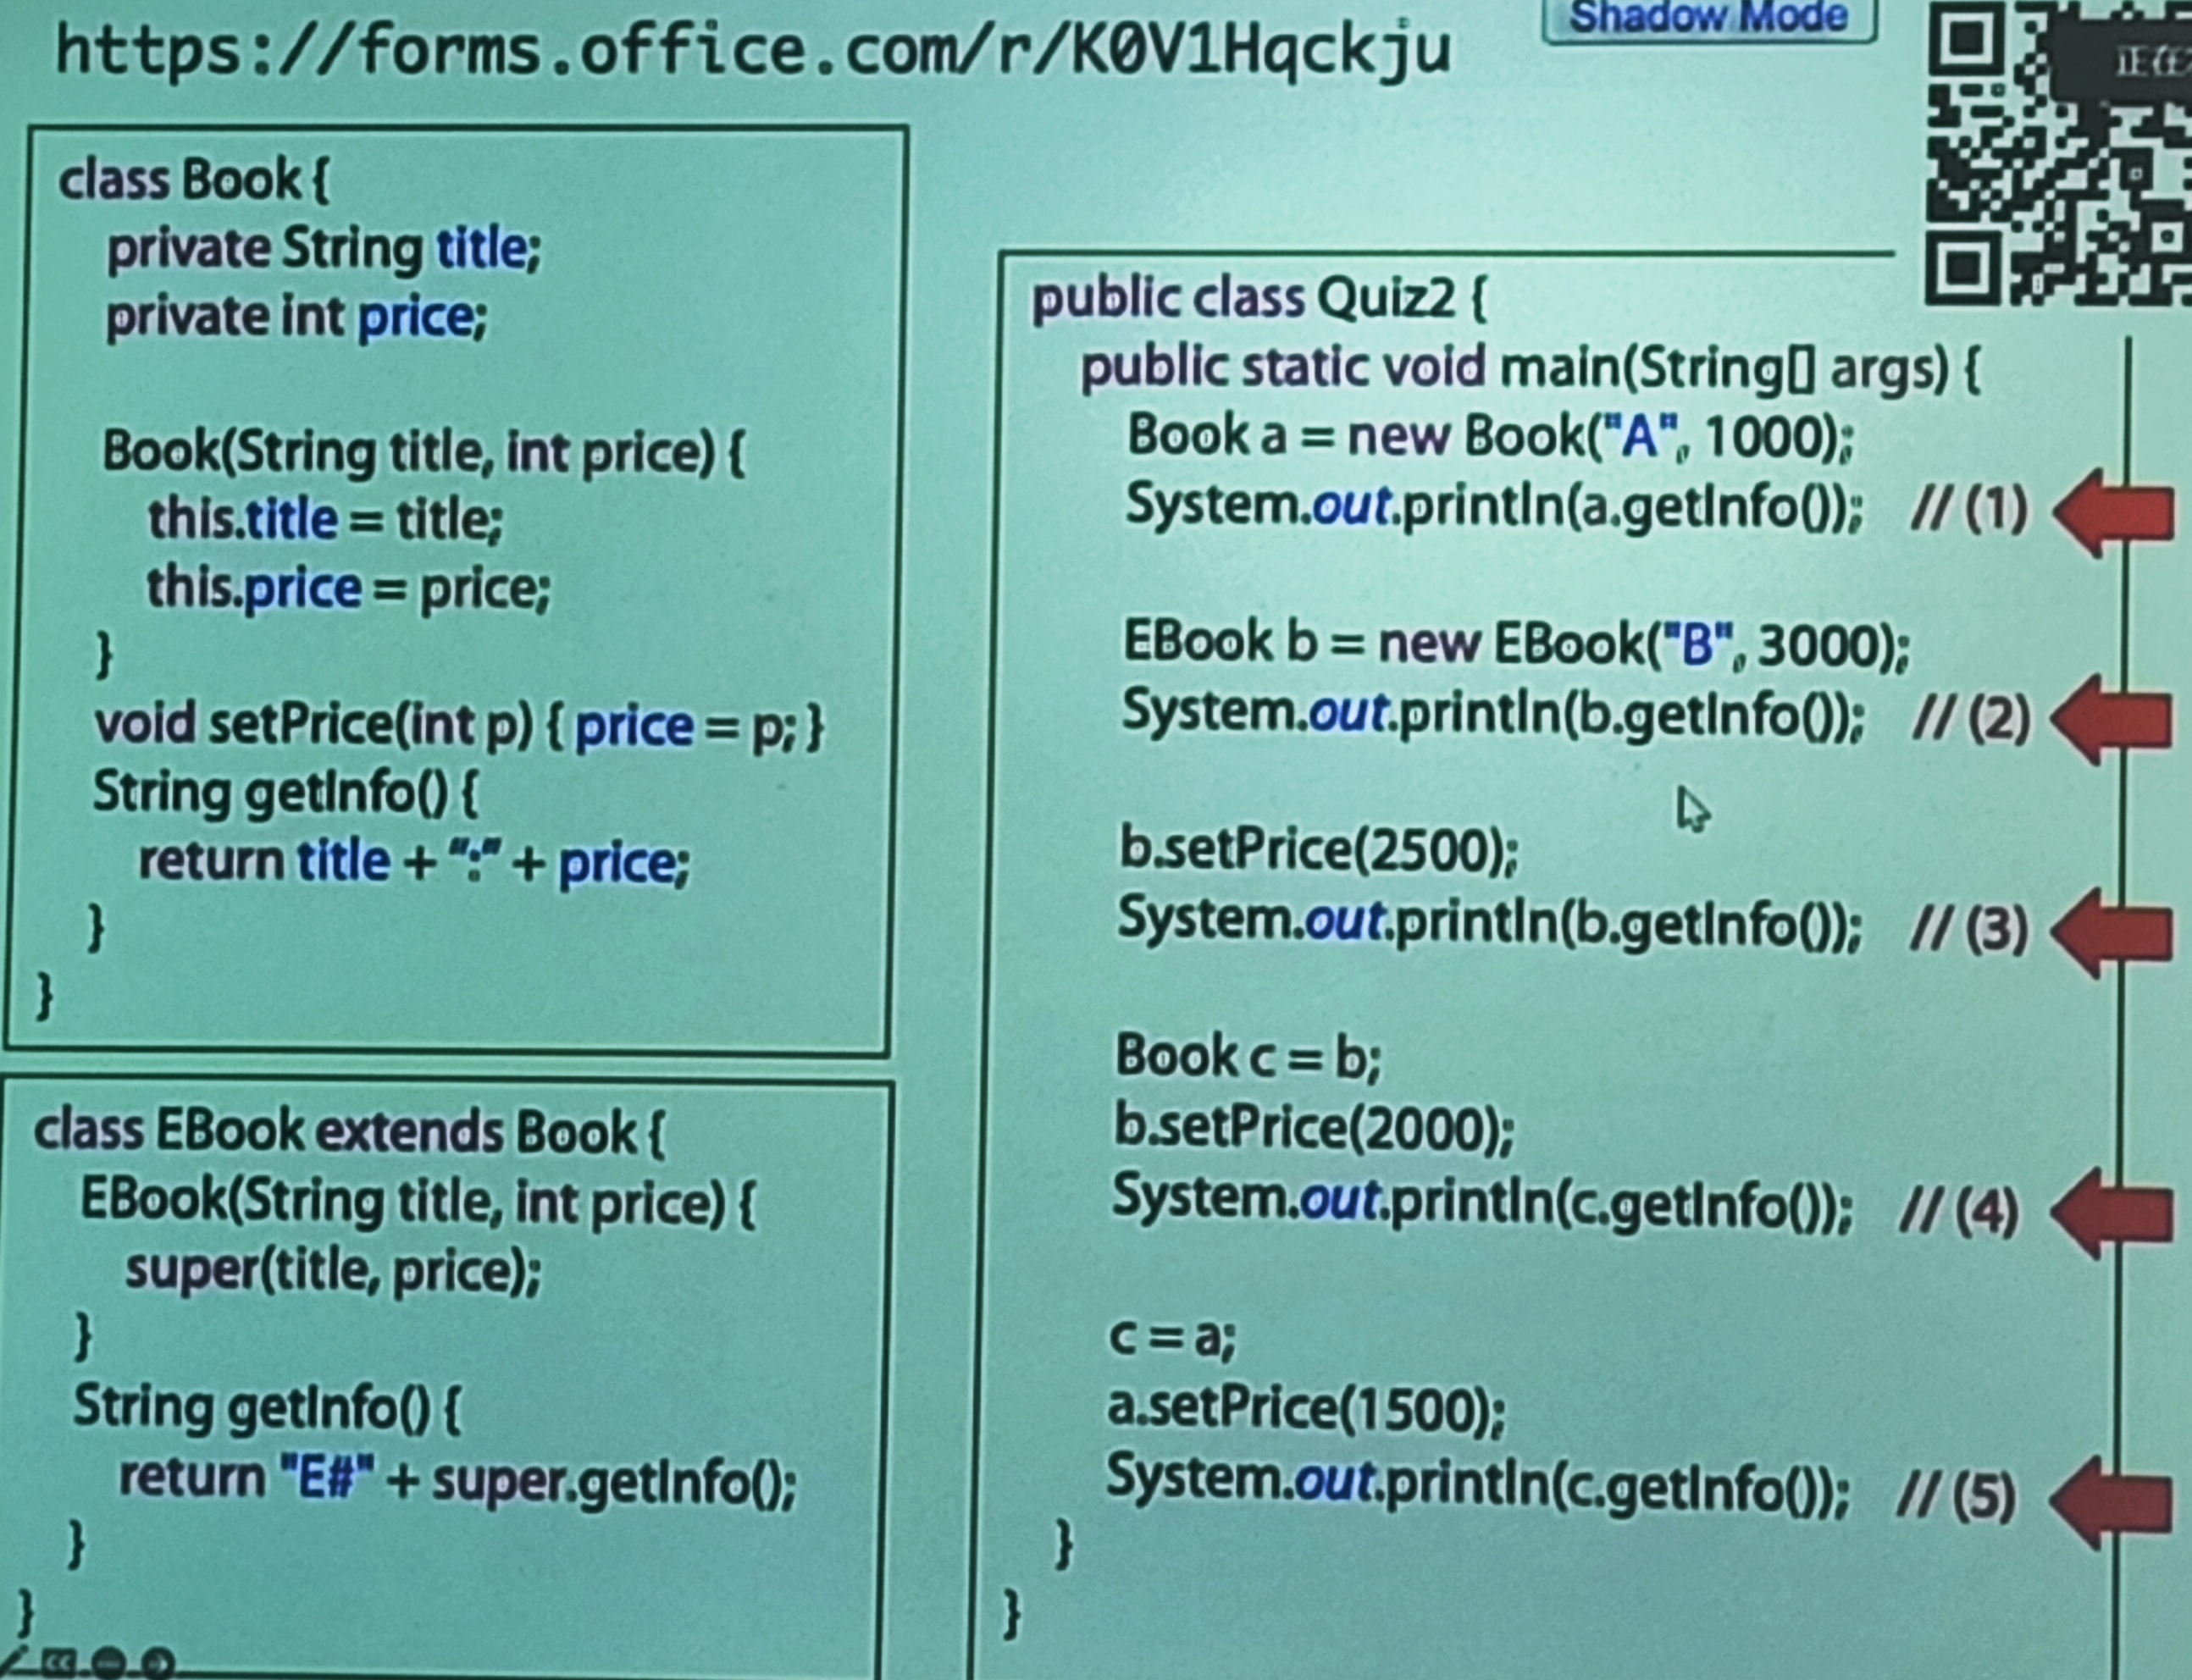 https://forms.office.com/r/K0V1Hqckju
Shadow Mode
class Book {
private String title;
private int price;
Book(String title, int price) {
this.title = title;
this.price = price;
}
void setPrice(int p) { price = p; }
String getInfo() {
return title + “:” + price;
}
}
class EBook extends Book {
EBook(String title, int price) {
super(title, price);
}
String getInfo() {
return "E#" + super.getInfo();
}
}
public class Quiz2 {
public static void main(String[] args) {
Book a = new Book("A", 1000);
System.out.println(a.getInfo()); // (1)
EBook b = new EBook("B", 3000);
System.out.println(b.getInfo()); // (2)
b.setPrice(2500);
System.out.println(b.getInfo()); // (3)
Book c = b;
b.setPrice(2000);
System.out.println(c.getInfo()); // (4)
c = a;
a.setPrice(1500);
System.out.println(c.getInfo()); // (5)
}
}